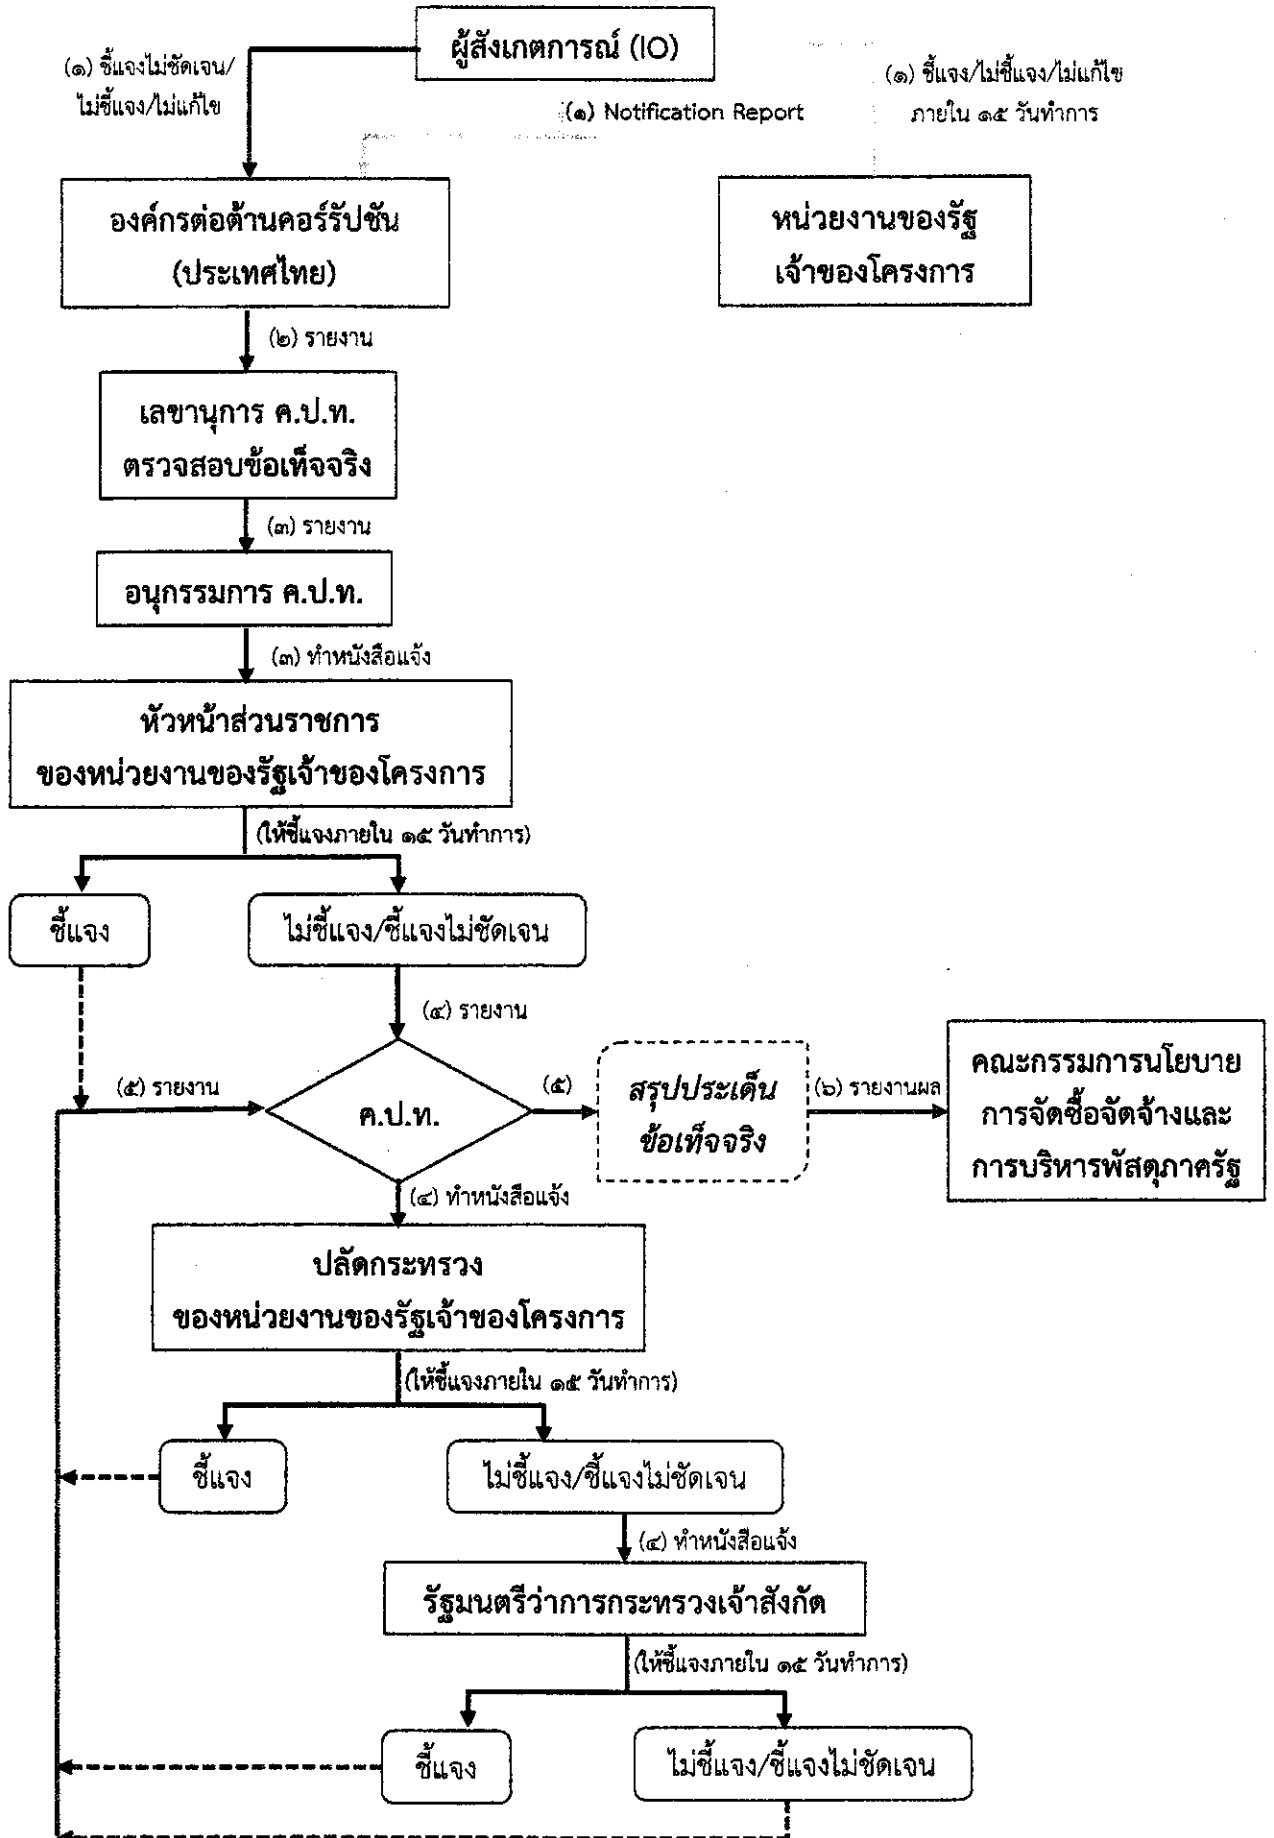 ผู้สังเกตการณ์ (IO)
(๑) ชี้แจงไม่ชัดเจน/
ไม่ชี้แจง/ไม่แก้ไข
(๑) ชี้แจง/ไม่ชี้แจง/ไม่แก้ไข
ภายใน ๑๕ วันทำการ
(๑) Notification Report
องค์กรต่อต้านคอร์รัปชัน
(ประเทศไทย)
หน่วยงานของรัฐ
เจ้าของโครงการ
(๒) รายงาน
เลขานุการ ค.ป.ท.
ตรวจสอบข้อเท็จจริง
(๓) รายงาน
อนุกรรมการ ค.ป.ท.
(๓) ทำหนังสือแจ้ง
หัวหน้าส่วนราชการ
ของหน่วยงานของรัฐเจ้าของโครงการ
(ให้ชี้แจงภายใน ๑๕ วันทำการ)
ชี้แจง
ไม่ชี้แจง/ชี้แจงไม่ชัดเจน
(๔) รายงาน
(๕) รายงาน
ค.ป.ท.
(๕)
สรุปประเด็น
ข้อเท็จจริง
(๖) รายงานผล
คณะกรรมการนโยบาย
การจัดซื้อจัดจ้างและ
การบริหารพัสดุภาครัฐ
(๔) ทำหนังสือแจ้ง
ปลัดกระทรวง
ของหน่วยงานของรัฐเจ้าของโครงการ
(ให้ชี้แจงภายใน ๑๕ วันทำการ)
ชี้แจง
ไม่ชี้แจง/ชี้แจงไม่ชัดเจน
(๔) ทำหนังสือแจ้ง
รัฐมนตรีว่าการกระทรวงเจ้าสังกัด
(ให้ชี้แจงภายใน ๑๕ วันทำการ)
ชี้แจง
ไม่ชี้แจง/ชี้แจงไม่ชัดเจน